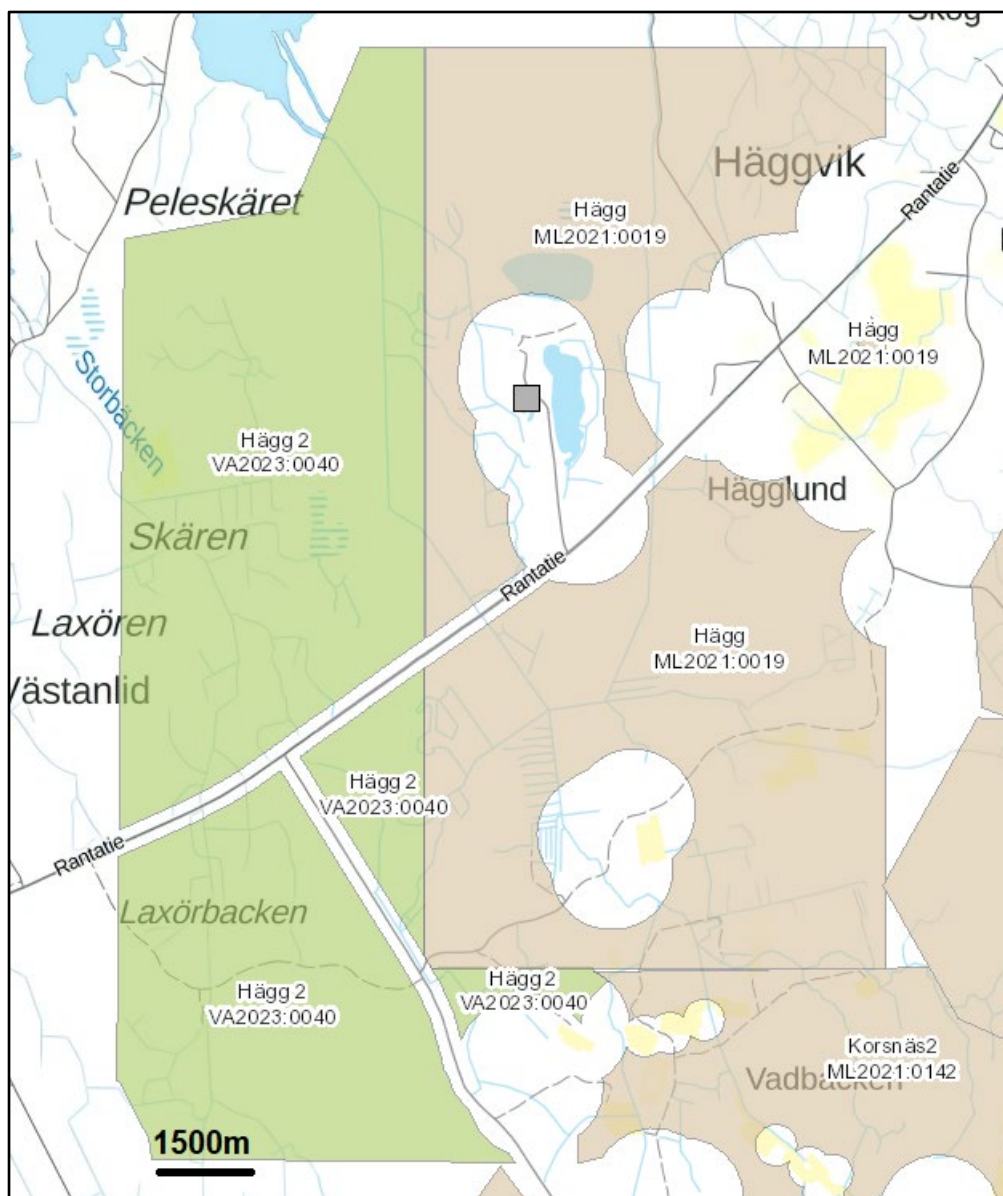 Skog
Häggvik
Rantatie
Peleskäret
Hägg
ML2021:0019
Hägg
ML2021:0019
Storbäcken
Hägg 2
VA2023:0040
Hägglund
Skären
Rantatie
Laxören
Hägg
ML2021:0019
Västanlid
Hägg 2
VA2023:0040
Rantatie
Laxörbacken
Hägg 2
VA2023:0040
Hägg 2
VA2023:0040
Korsnäs2
ML2021:0142
Vadbäcken
1500m